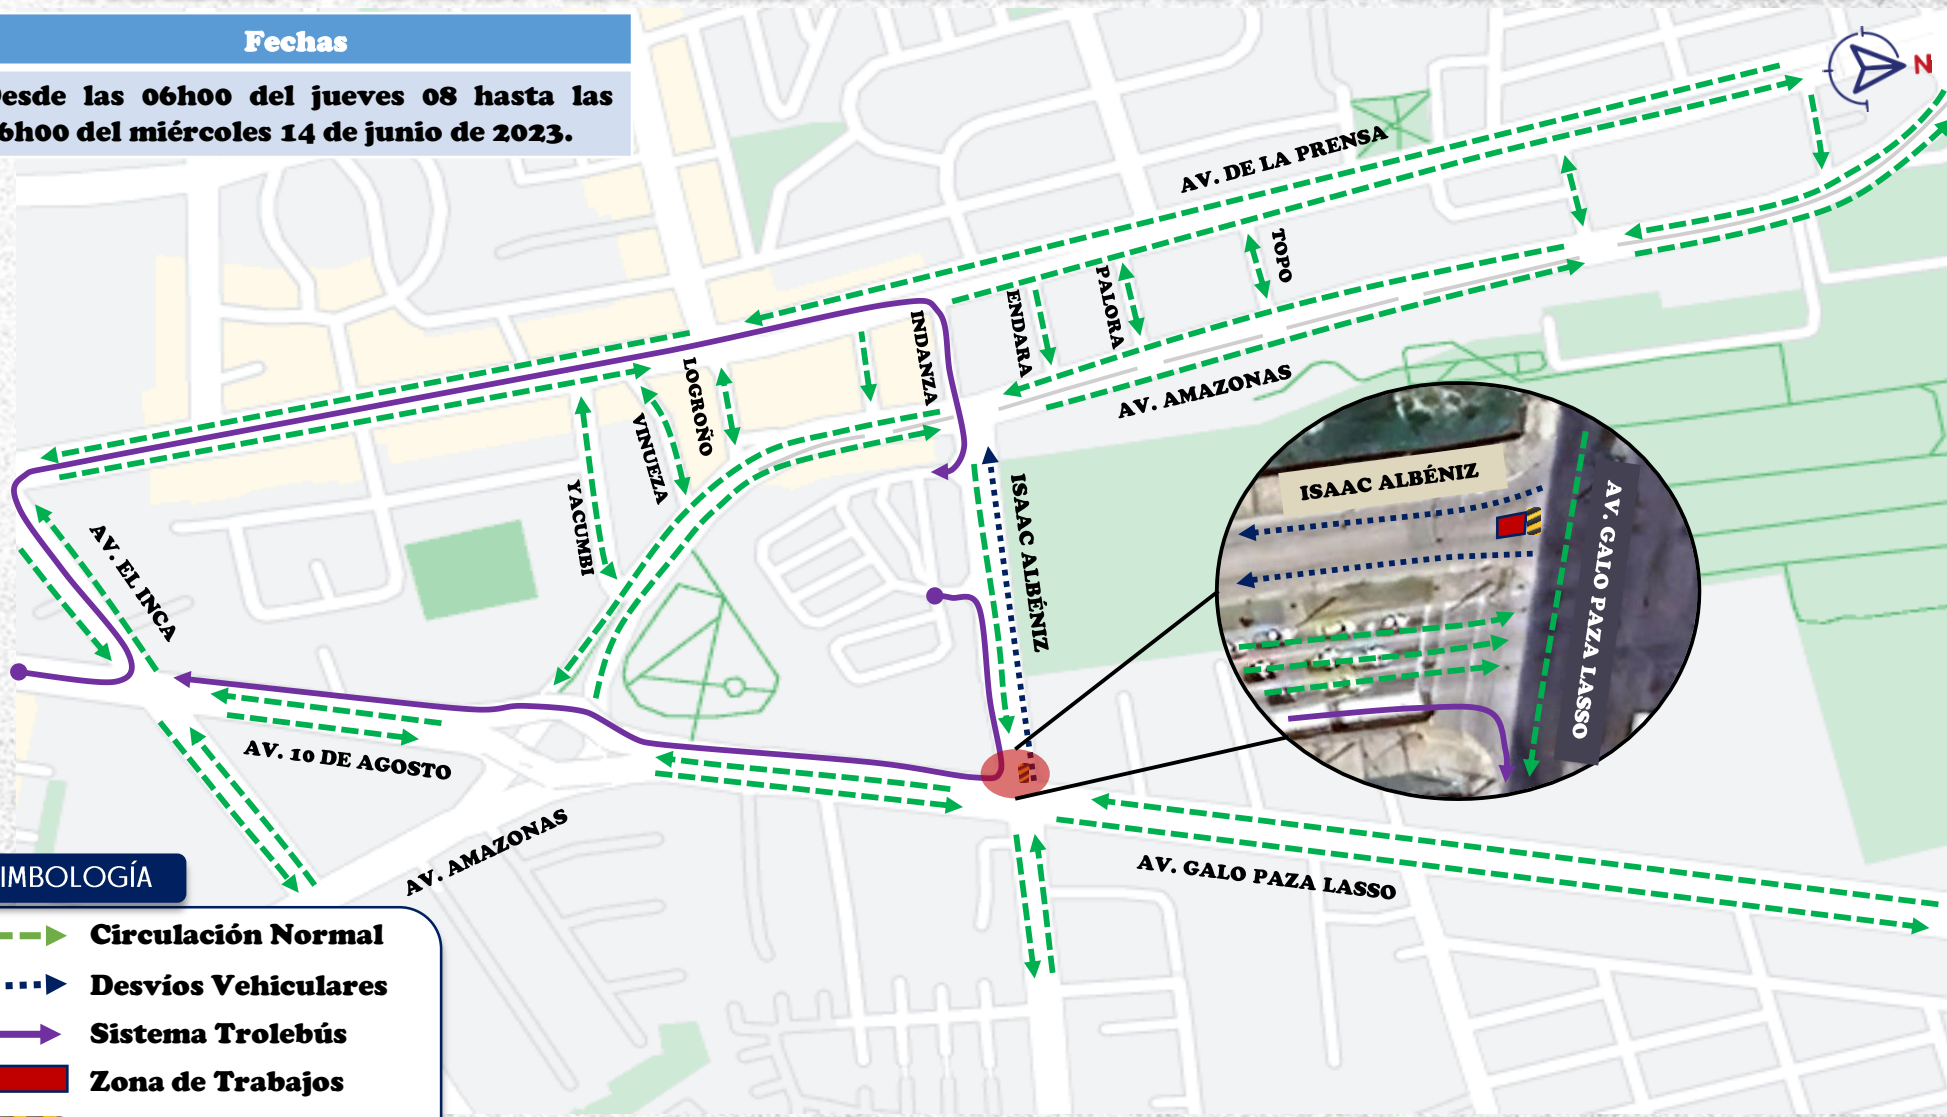 Fechas
esde las 06h00 del jueves 08 hasta las
6h00 del miércoles 14 de junio de 2023.
N
AV. DE LA PRENSA
TOPO
PALORA
ENDARA
INDANZA
AV. AMAZONAS
LOGROÑO
VINUEZA
YACUMBI
ISAAC ALBÉNIZ
ISAAC ALBÉNIZ
AV. GALO PAZA LASSO
AV. EL INCA
AV. 10 DE AGOSTO
AV. AMAZONAS
AV. GALO PAZA LASSO
IMBOLOGÍA
Circulación Normal
Desvíos Vehiculares
Sistema Trolebús
Zona de Trabajos